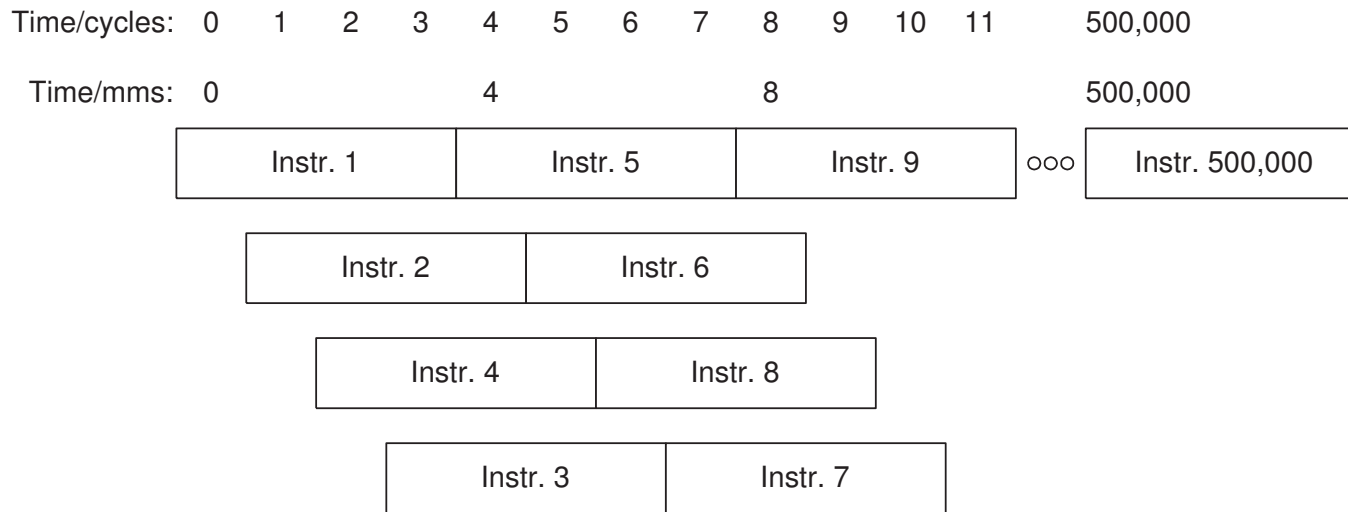 Time/cycles: 0 1 2 3 4 5 6 7 8 9 10 11 500,000
Time/mms: 0 4 8 500,000
Instr. 1 Instr. 5 Instr. 9 ooo Instr. 500,000
Instr. 2 Instr. 6
Instr. 4 Instr. 8
Instr. 3 Instr. 7